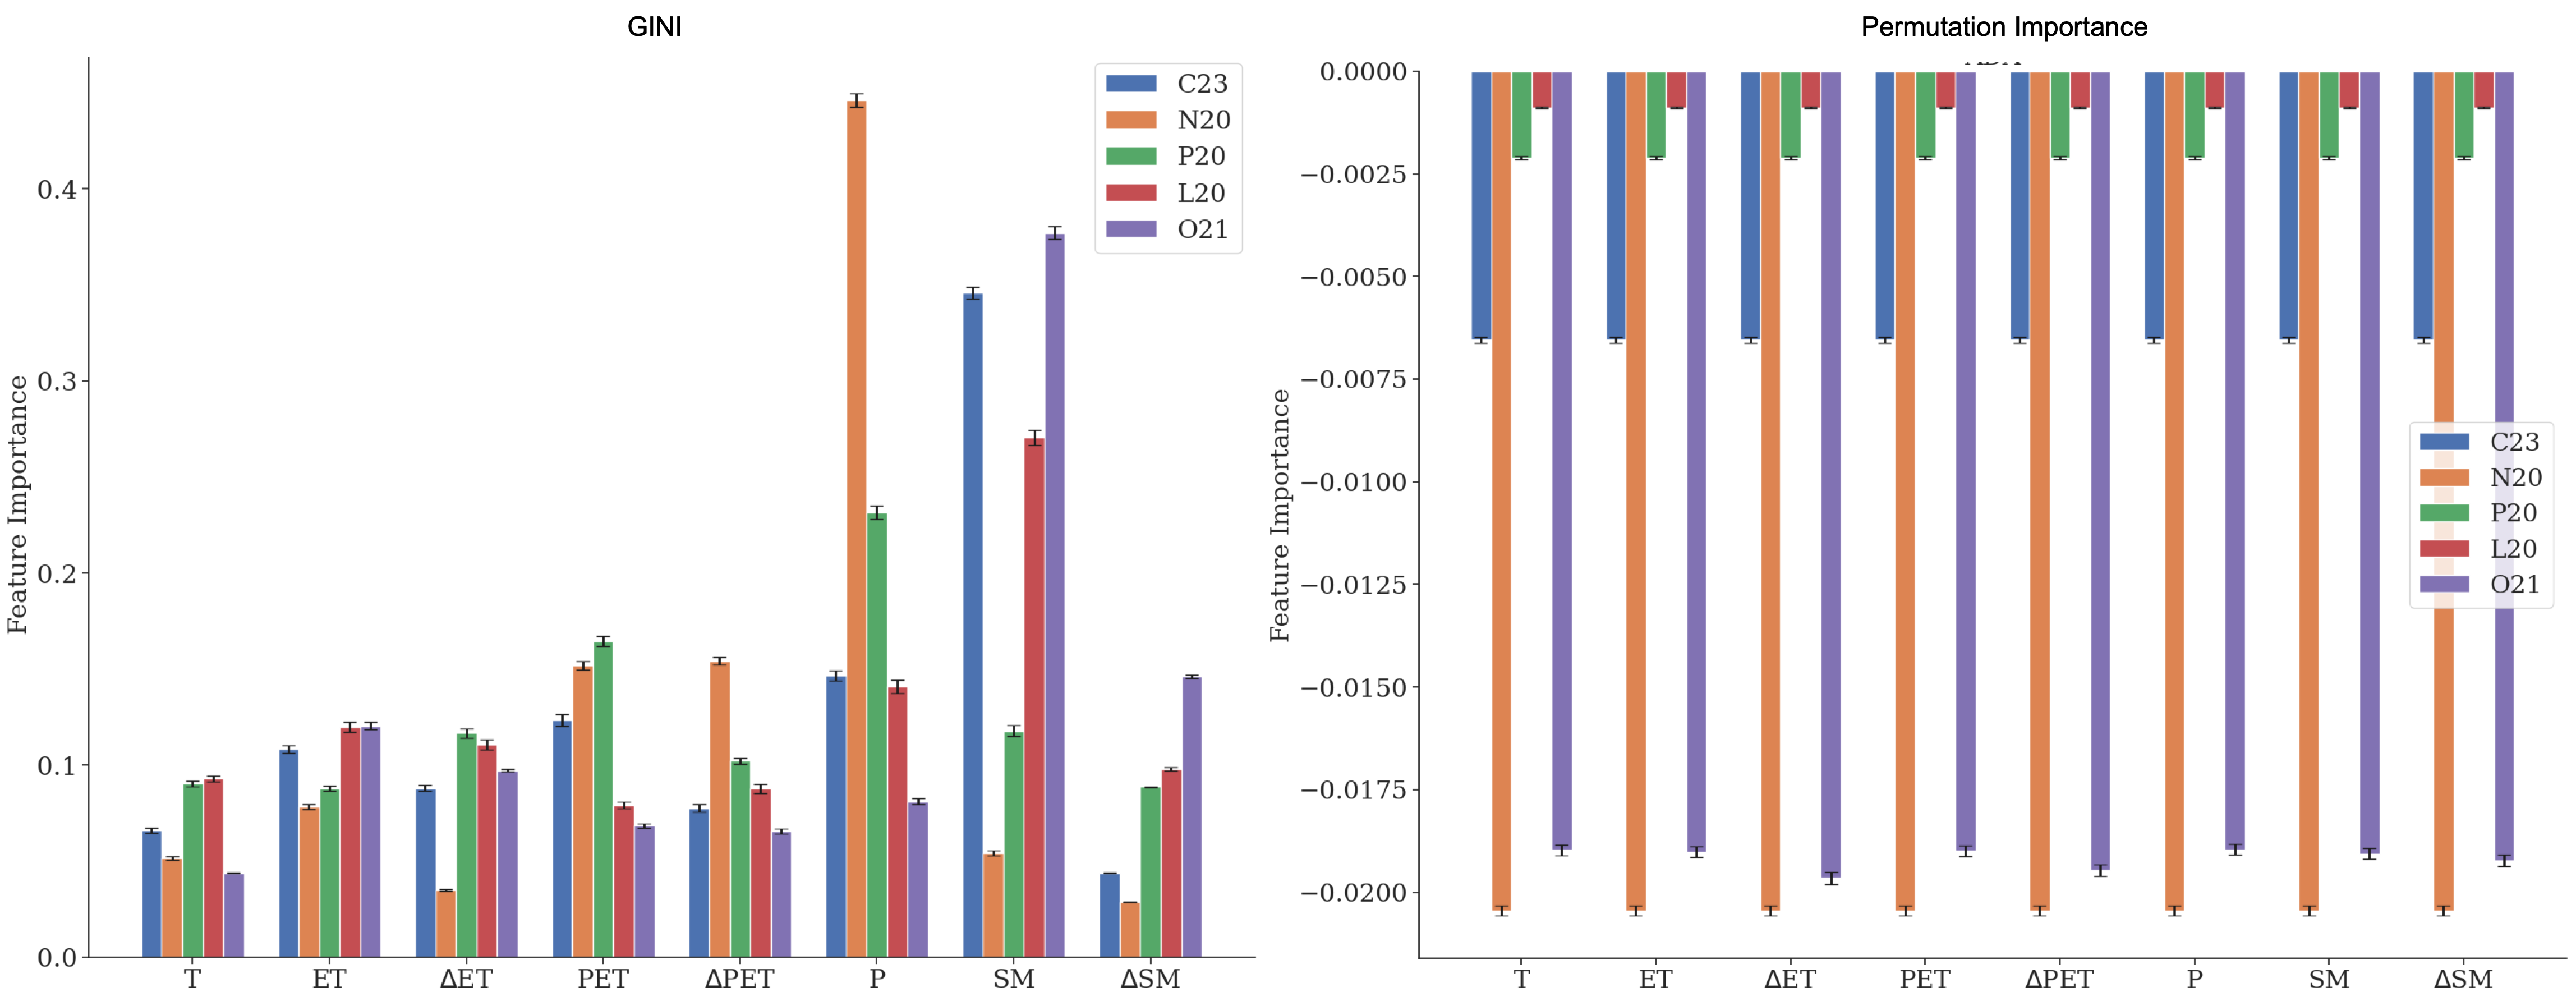 GINI
Feature Importance
0.4
0.3
0.2
0.1
0.0
T ET ΔET PET ΔPET P SM ΔSM
C23
N20
P20
L20
O21
Permutation Importance
Feature Importance
0.0000
−0.0025
−0.0050
−0.0075
−0.0100
−0.0125
−0.0150
−0.0175
−0.0200
T ET ΔET PET ΔPET P SM ΔSM
C23
N20
P20
L20
O21